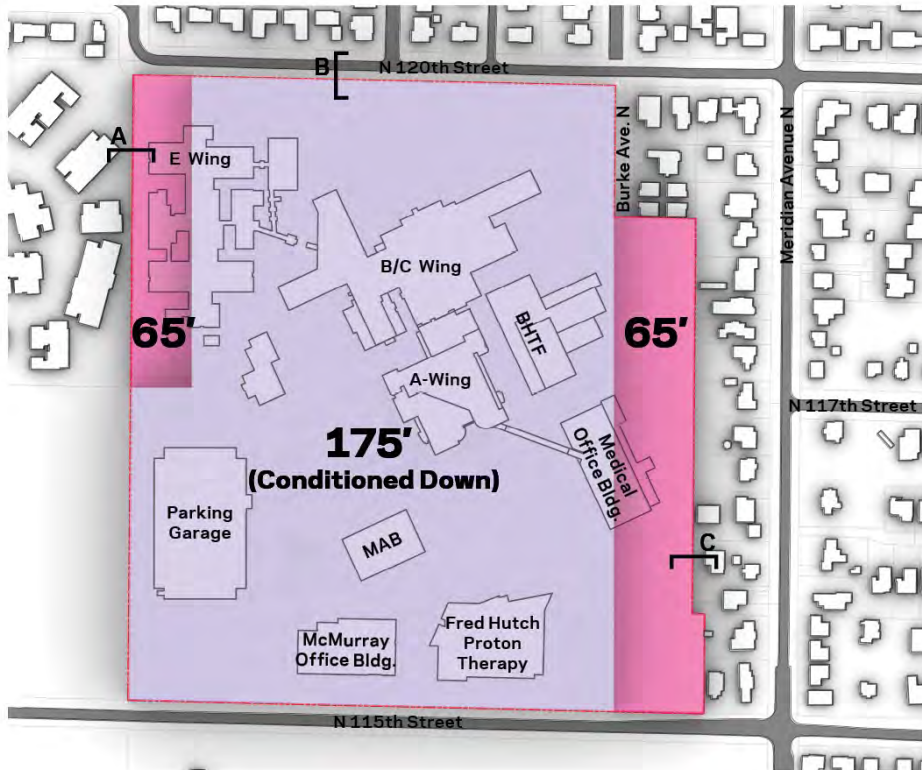 B
N 120th Street
A
E Wing
Burke Ave. N
Meridian Avenue N
B/C Wing
65'
BHTF
65'
A-Wing
N 117th Street
175'
(Conditioned Down)
Medical
Office Bldg.
Parking
Garage
MAB
C
Fred Hutch
Proton
Therapy
McMurray
Office Bldg.
N 115th Street